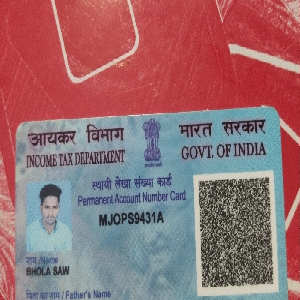 आयकर विभाग
भारत सरकार
INCOME TAX DEPARTMENT
GOVT. OF INDIA
स्थायी लेखा संख्या कार्ड
Permanent Account Number Card
MJOPS9431A
नाम / Name
BHOLA SAW
पिता का नाम / Father's Name